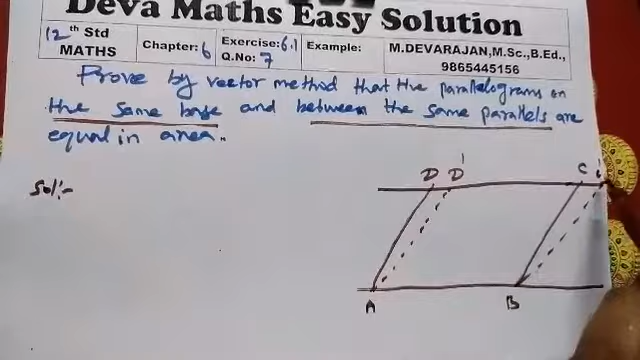 Deva Maths Easy Solution
12th Std
MATHS
Chapter: 6
Exercise: 6.1
Q.No: 7
Example:
M.DEVARAJAN,M.Sc.,B.Ed.,
9865445156
Prove by vector method that the parallelograms on
the same base and between the same parallels are
equal in area.
Sol:-
D D' C C'
A B